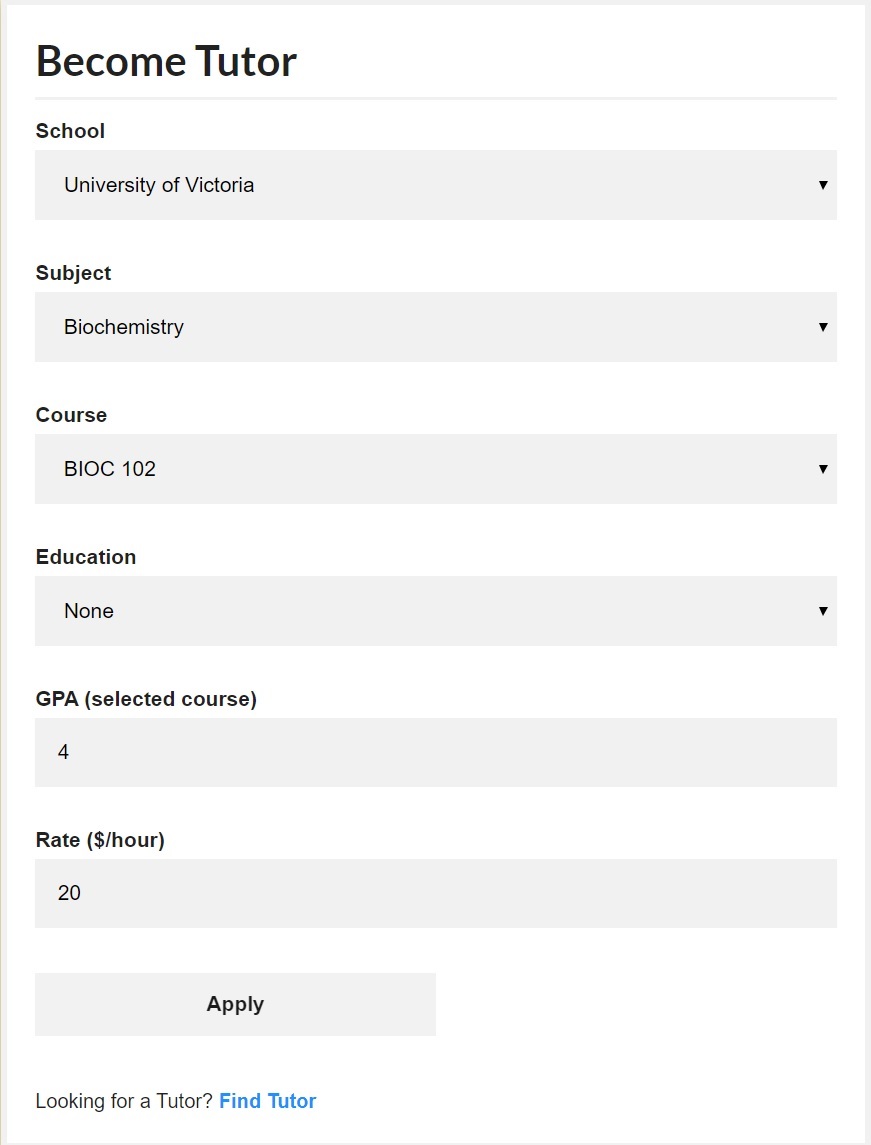 Become Tutor
School
University of Victoria
Subject
Biochemistry
Course
BIOC 102
Education
None
GPA (selected course)
4
Rate ($/hour)
20
Apply
Looking for a Tutor? Find Tutor